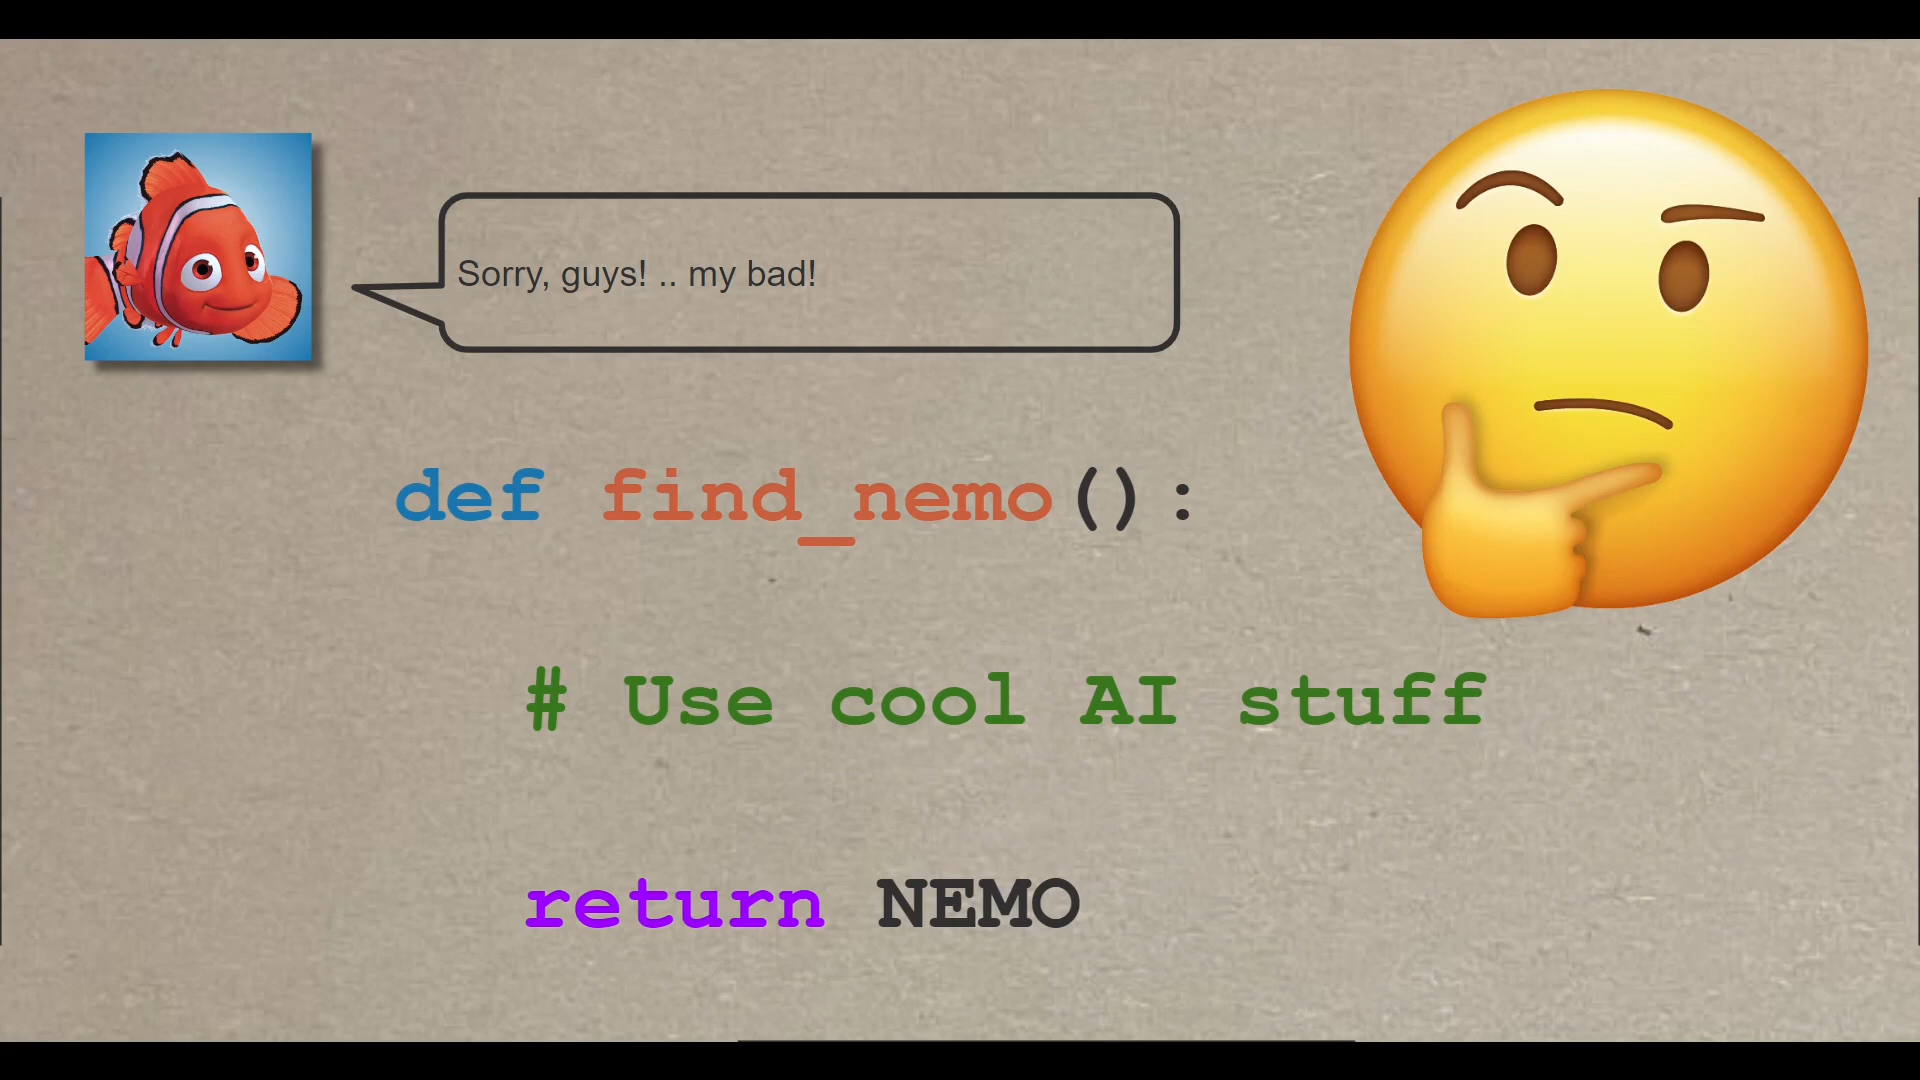 Sorry, guys! .. my bad!
def find_nemo():
# Use cool AI stuff
return NEMO